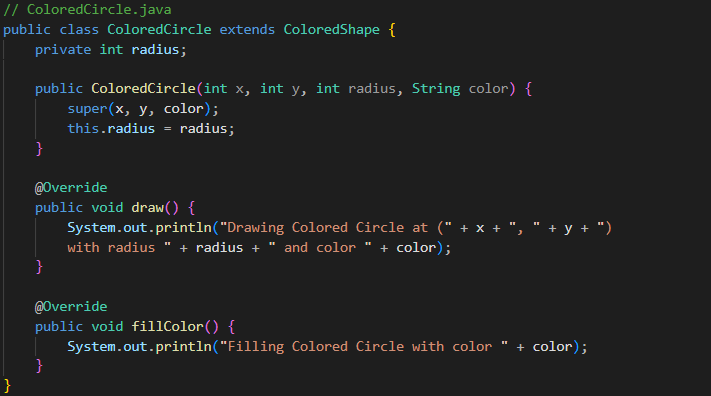 // ColoredCircle.java
public class ColoredCircle extends ColoredShape {
    private int radius;

    public ColoredCircle(int x, int y, int radius, String color) {
        super(x, y, color);
        this.radius = radius;
    }

    @Override
    public void draw() {
        System.out.println("Drawing Colored Circle at (" + x + ", " + y + ")
        with radius " + radius + " and color " + color);
    }

    @Override
    public void fillColor() {
        System.out.println("Filling Colored Circle with color " + color);
    }
}